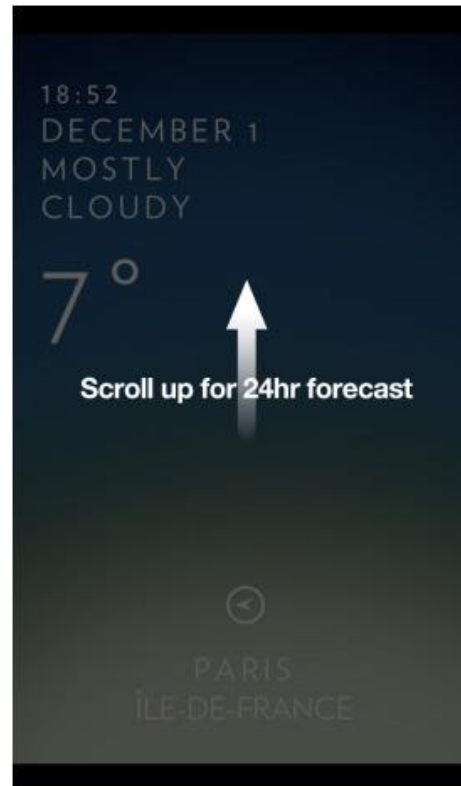 18:52
DECEMBER 1
MOSTLY
CLOUDY
7°
Scroll up for 24hr forecast
PARIS
ÎLE-DE-FRANCE